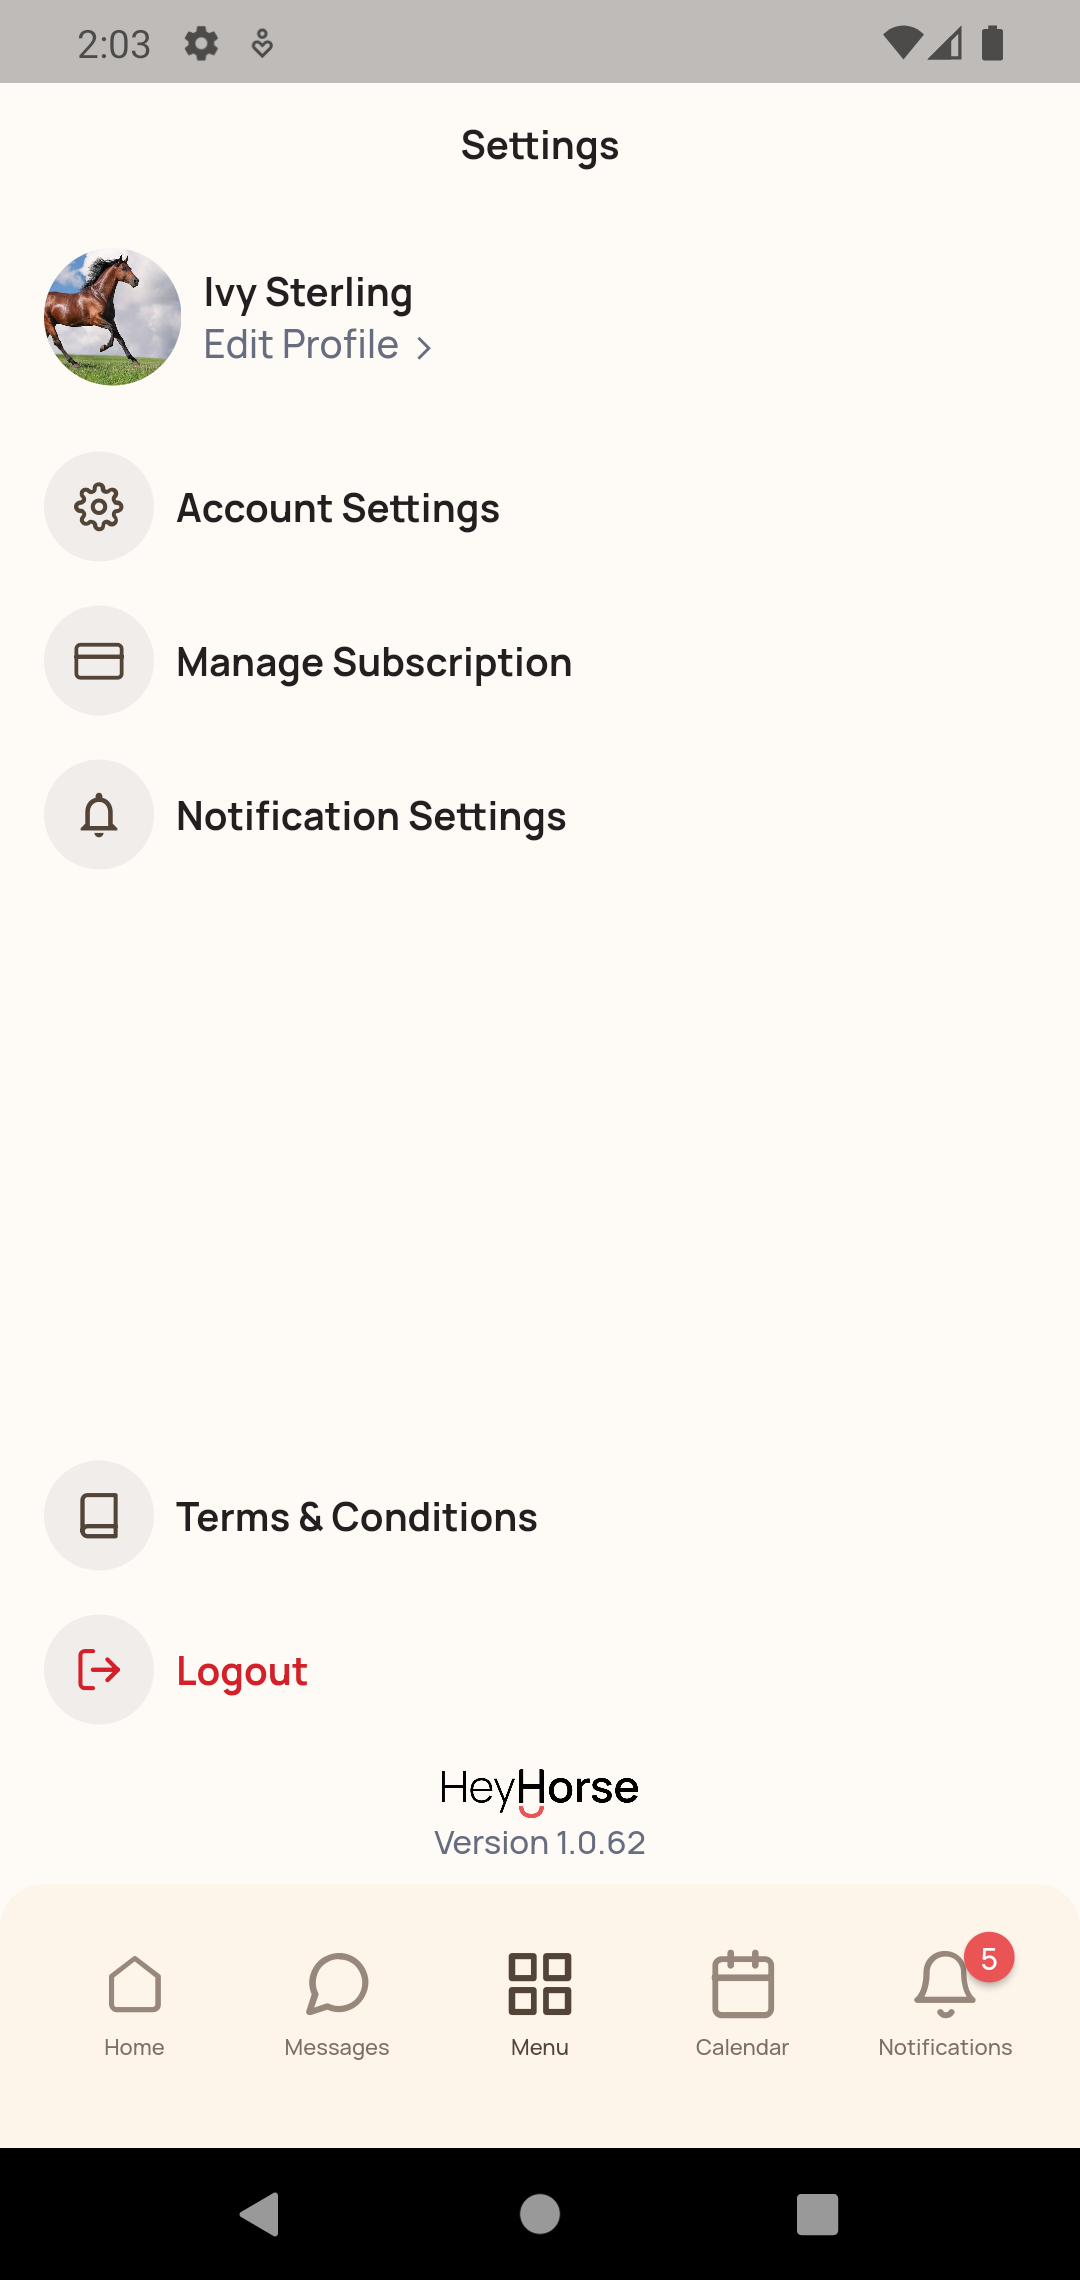 2:03
Settings
Ivy Sterling
Edit Profile
Account Settings
Manage Subscription
Notification Settings
Terms & Conditions
Logout
HeyHorse
Version 1.0.62
5
Home
Messages
Menu
Calendar
Notifications